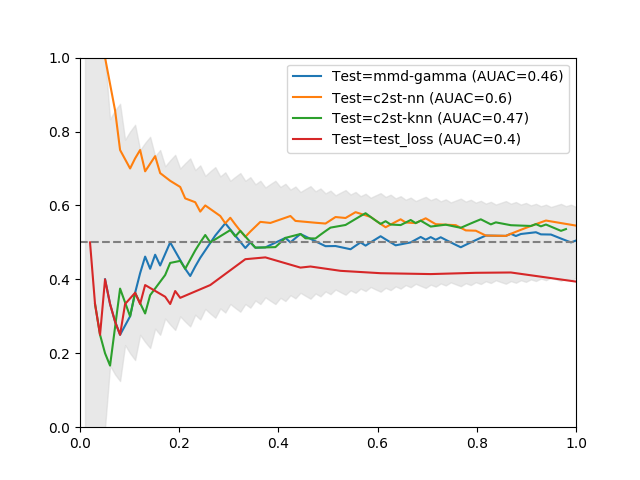 Test=mmd-gamma (AUAC=0.46)
Test=c2st-nn (AUAC=0.6)
Test=c2st-knn (AUAC=0.47)
Test=test_loss (AUAC=0.4)
1.0
0.8
0.6
0.4
0.2
0.0
0.0 0.2 0.4 0.6 0.8 1.0